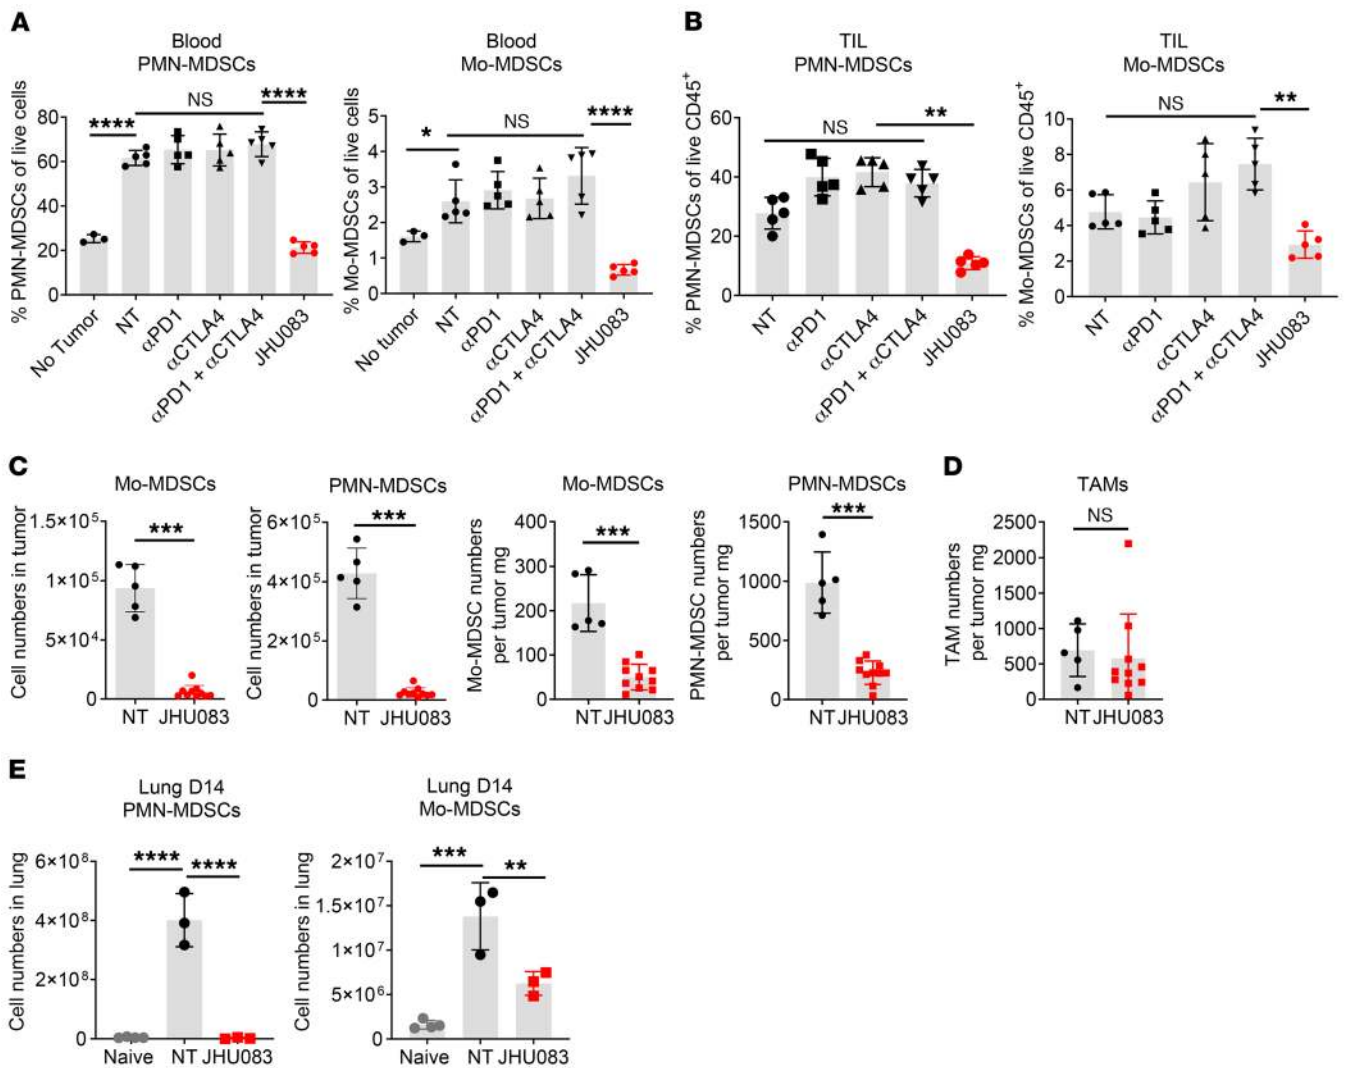 A
Blood
PMN-MDSCs
% PMN-MDSCs of live cells
80
60
40
20
0
****
NS
****
No Tumor
NT
αPD1
αCTLA4
αPD1 + αCTLA4
JHU083
Blood
Mo-MDSCs
% Mo-MDSCs of live cells
5
4
3
2
1
0
*
NS
****
No tumor
NT
αPD1
αCTLA4
αPD1 + αCTLA4
JHU083
B
TIL
PMN-MDSCs
% PMN-MDSCs of live CD45⁺
60
40
20
0
NS
**
NT
αPD1
αCTLA4
αPD1 + αCTLA4
JHU083
TIL
Mo-MDSCs
% Mo-MDSCs of live CD45⁺
10
8
6
4
2
0
NS
**
NT
αPD1
αCTLA4
αPD1 + αCTLA4
JHU083
C
Mo-MDSCs
Cell numbers in tumor
1.5×10⁵
1×10⁵
5×10⁴
0
***
NT JHU083
PMN-MDSCs
Cell numbers in tumor
6×10⁵
4×10⁵
2×10⁵
0
***
NT JHU083
Mo-MDSCs
Mo-MDSC numbers
per tumor mg
400
300
200
100
0
***
NT JHU083
PMN-MDSCs
PMN-MDSC numbers
per tumor mg
1500
1000
500
0
***
NT JHU083
D
TAMs
TAM numbers
per tumor mg
2500
2000
1500
1000
500
0
NS
NT JHU083
E
Lung D14
PMN-MDSCs
Cell numbers in lung
6×10⁸
4×10⁸
2×10⁸
0
****
****
Naive NT JHU083
Lung D14
Mo-MDSCs
Cell numbers in lung
2×10⁷
1.5×10⁷
1×10⁷
5×10⁶
0
***
**
Naive NT JHU083